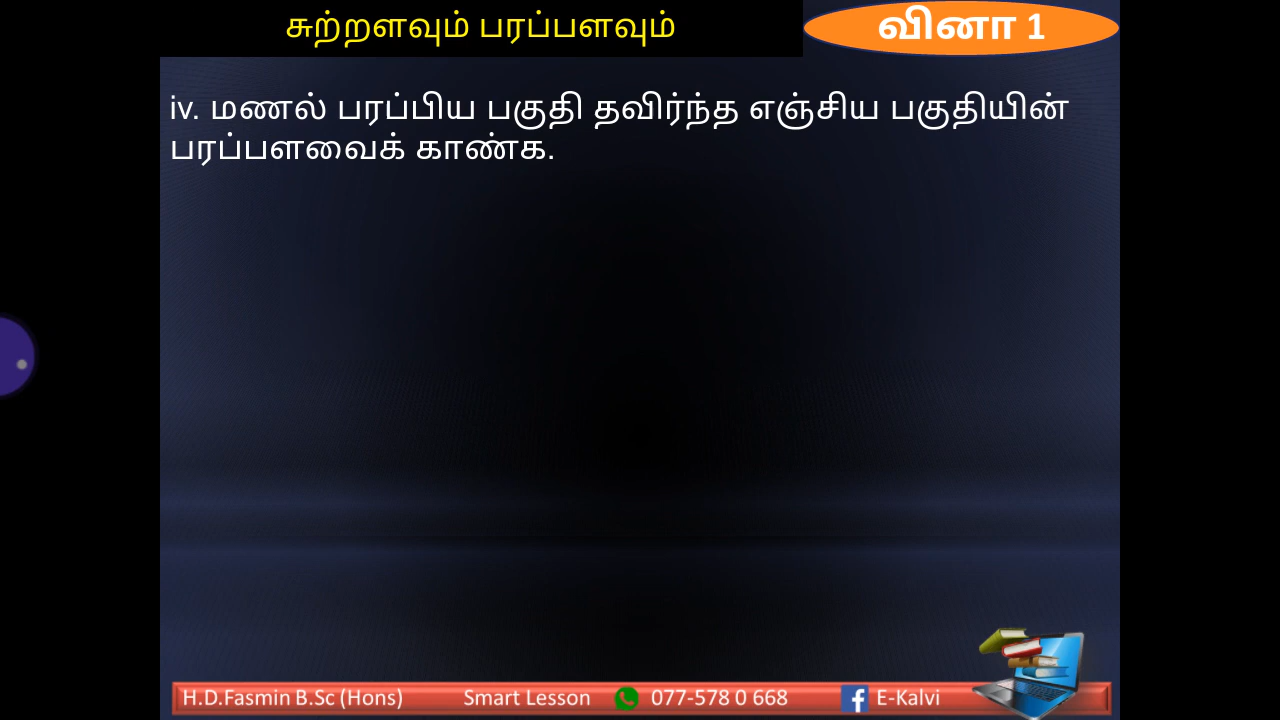 சுற்றளவும் பரப்பளவும்
வினா 1
iv. மணல் பரப்பிய பகுதி தவிர்ந்த எஞ்சிய பகுதியின்
பரப்பளவைக் காண்க.
H.D.Fasmin B.Sc (Hons) Smart Lesson 077-578 0 668 E-Kalvi